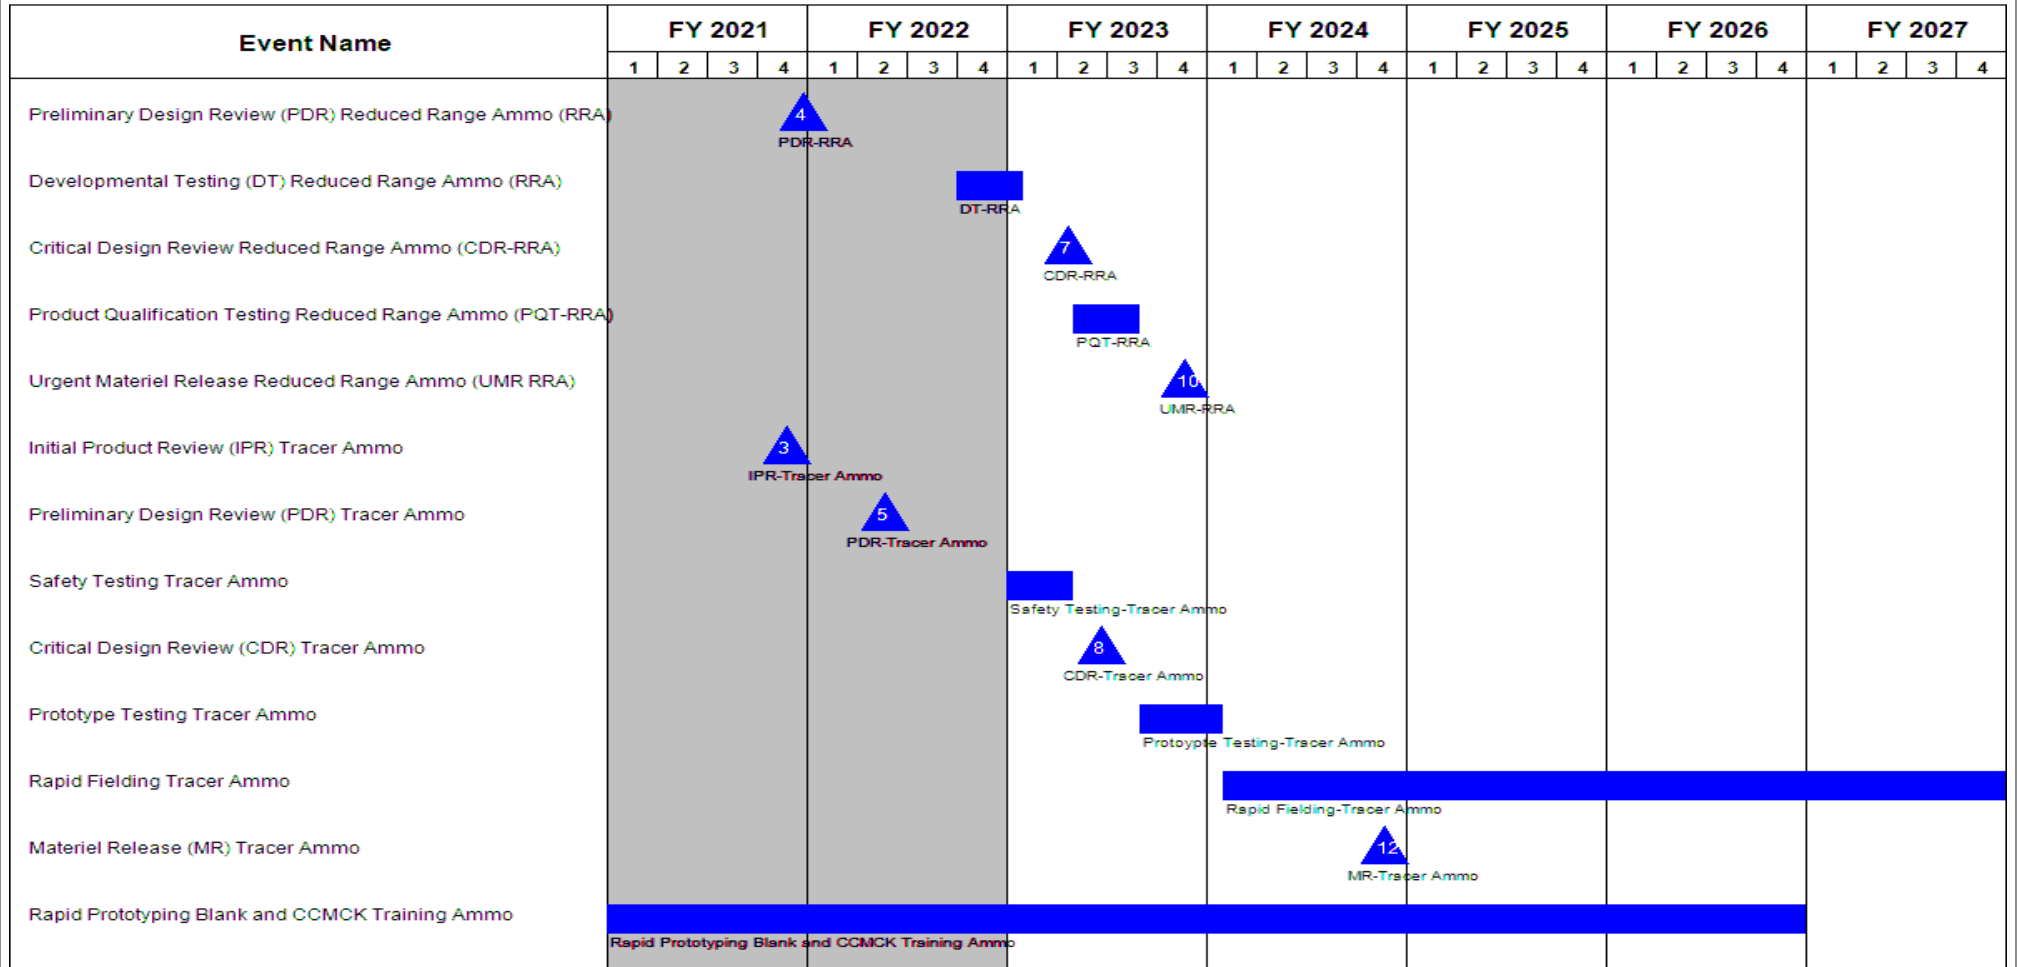 Event Name
FY 2021 FY 2022 FY 2023 FY 2024 FY 2025 FY 2026 FY 2027
1 2 3 4 1 2 3 4 1 2 3 4 1 2 3 4 1 2 3 4 1 2 3 4 1 2 3 4
Preliminary Design Review (PDR) Reduced Range Ammo (RRA)
4
PDR-RRA
Developmental Testing (DT) Reduced Range Ammo (RRA)
DT-RRA
Critical Design Review Reduced Range Ammo (CDR-RRA)
7
CDR-RRA
Product Qualification Testing Reduced Range Ammo (PQT-RRA)
PQT-RRA
Urgent Materiel Release Reduced Range Ammo (UMR RRA)
10
UMR-RRA
Initial Product Review (IPR) Tracer Ammo
3
IPR-Tracer Ammo
Preliminary Design Review (PDR) Tracer Ammo
5
PDR-Tracer Ammo
Safety Testing Tracer Ammo
Safety Testing-Tracer Ammo
Critical Design Review (CDR) Tracer Ammo
8
CDR-Tracer Ammo
Prototype Testing Tracer Ammo
Protoypte Testing-Tracer Ammo
Rapid Fielding Tracer Ammo
Rapid Fielding-Tracer Ammo
Materiel Release (MR) Tracer Ammo
12
MR-Tracer Ammo
Rapid Prototyping Blank and CCMCK Training Ammo
Rapid Prototyping Blank and CCMCK Training Ammo